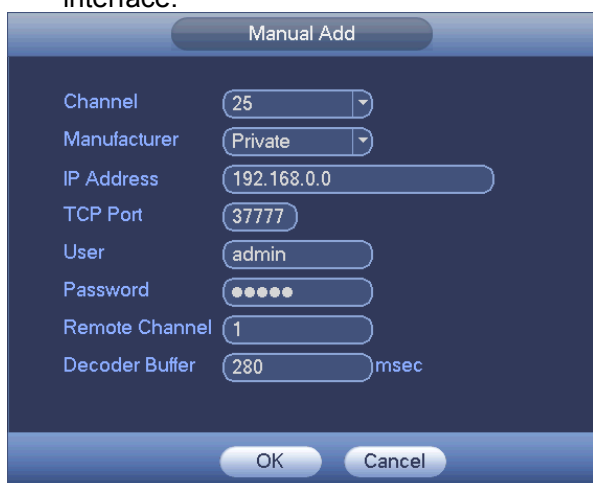 interface.
Manual Add
Channel 25
Manufacturer Private
IP Address 192.168.0.0
TCP Port 37777
User admin
Password ●●●●●
Remote Channel 1
Decoder Buffer 280 msec
OK Cancel